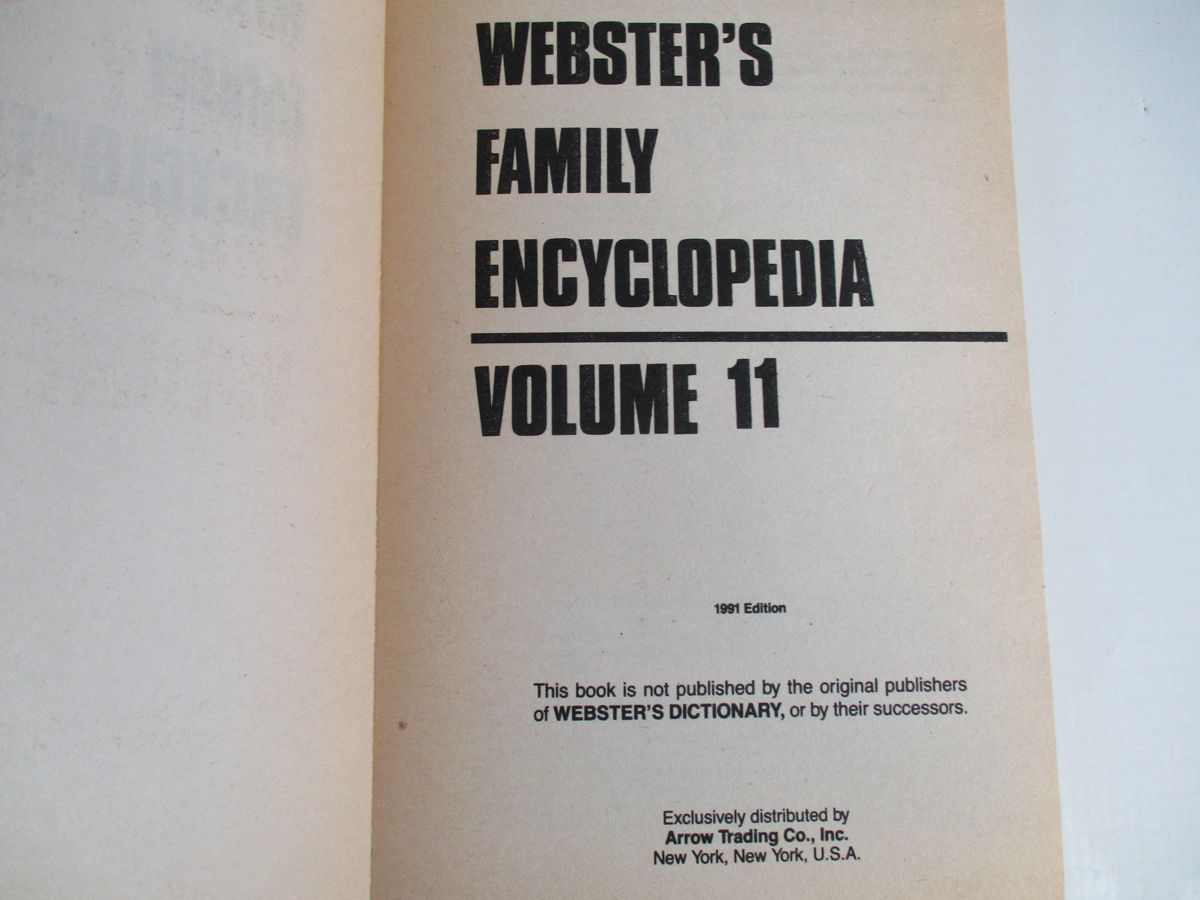 WEBSTER'S
FAMILY
ENCYCLOPEDIA
VOLUME 11
1991 Edition
This book is not published by the original publishers
of WEBSTER'S DICTIONARY, or by their successors.
Exclusively distributed by
Arrow Trading Co., Inc.
New York, New York, U.S.A.